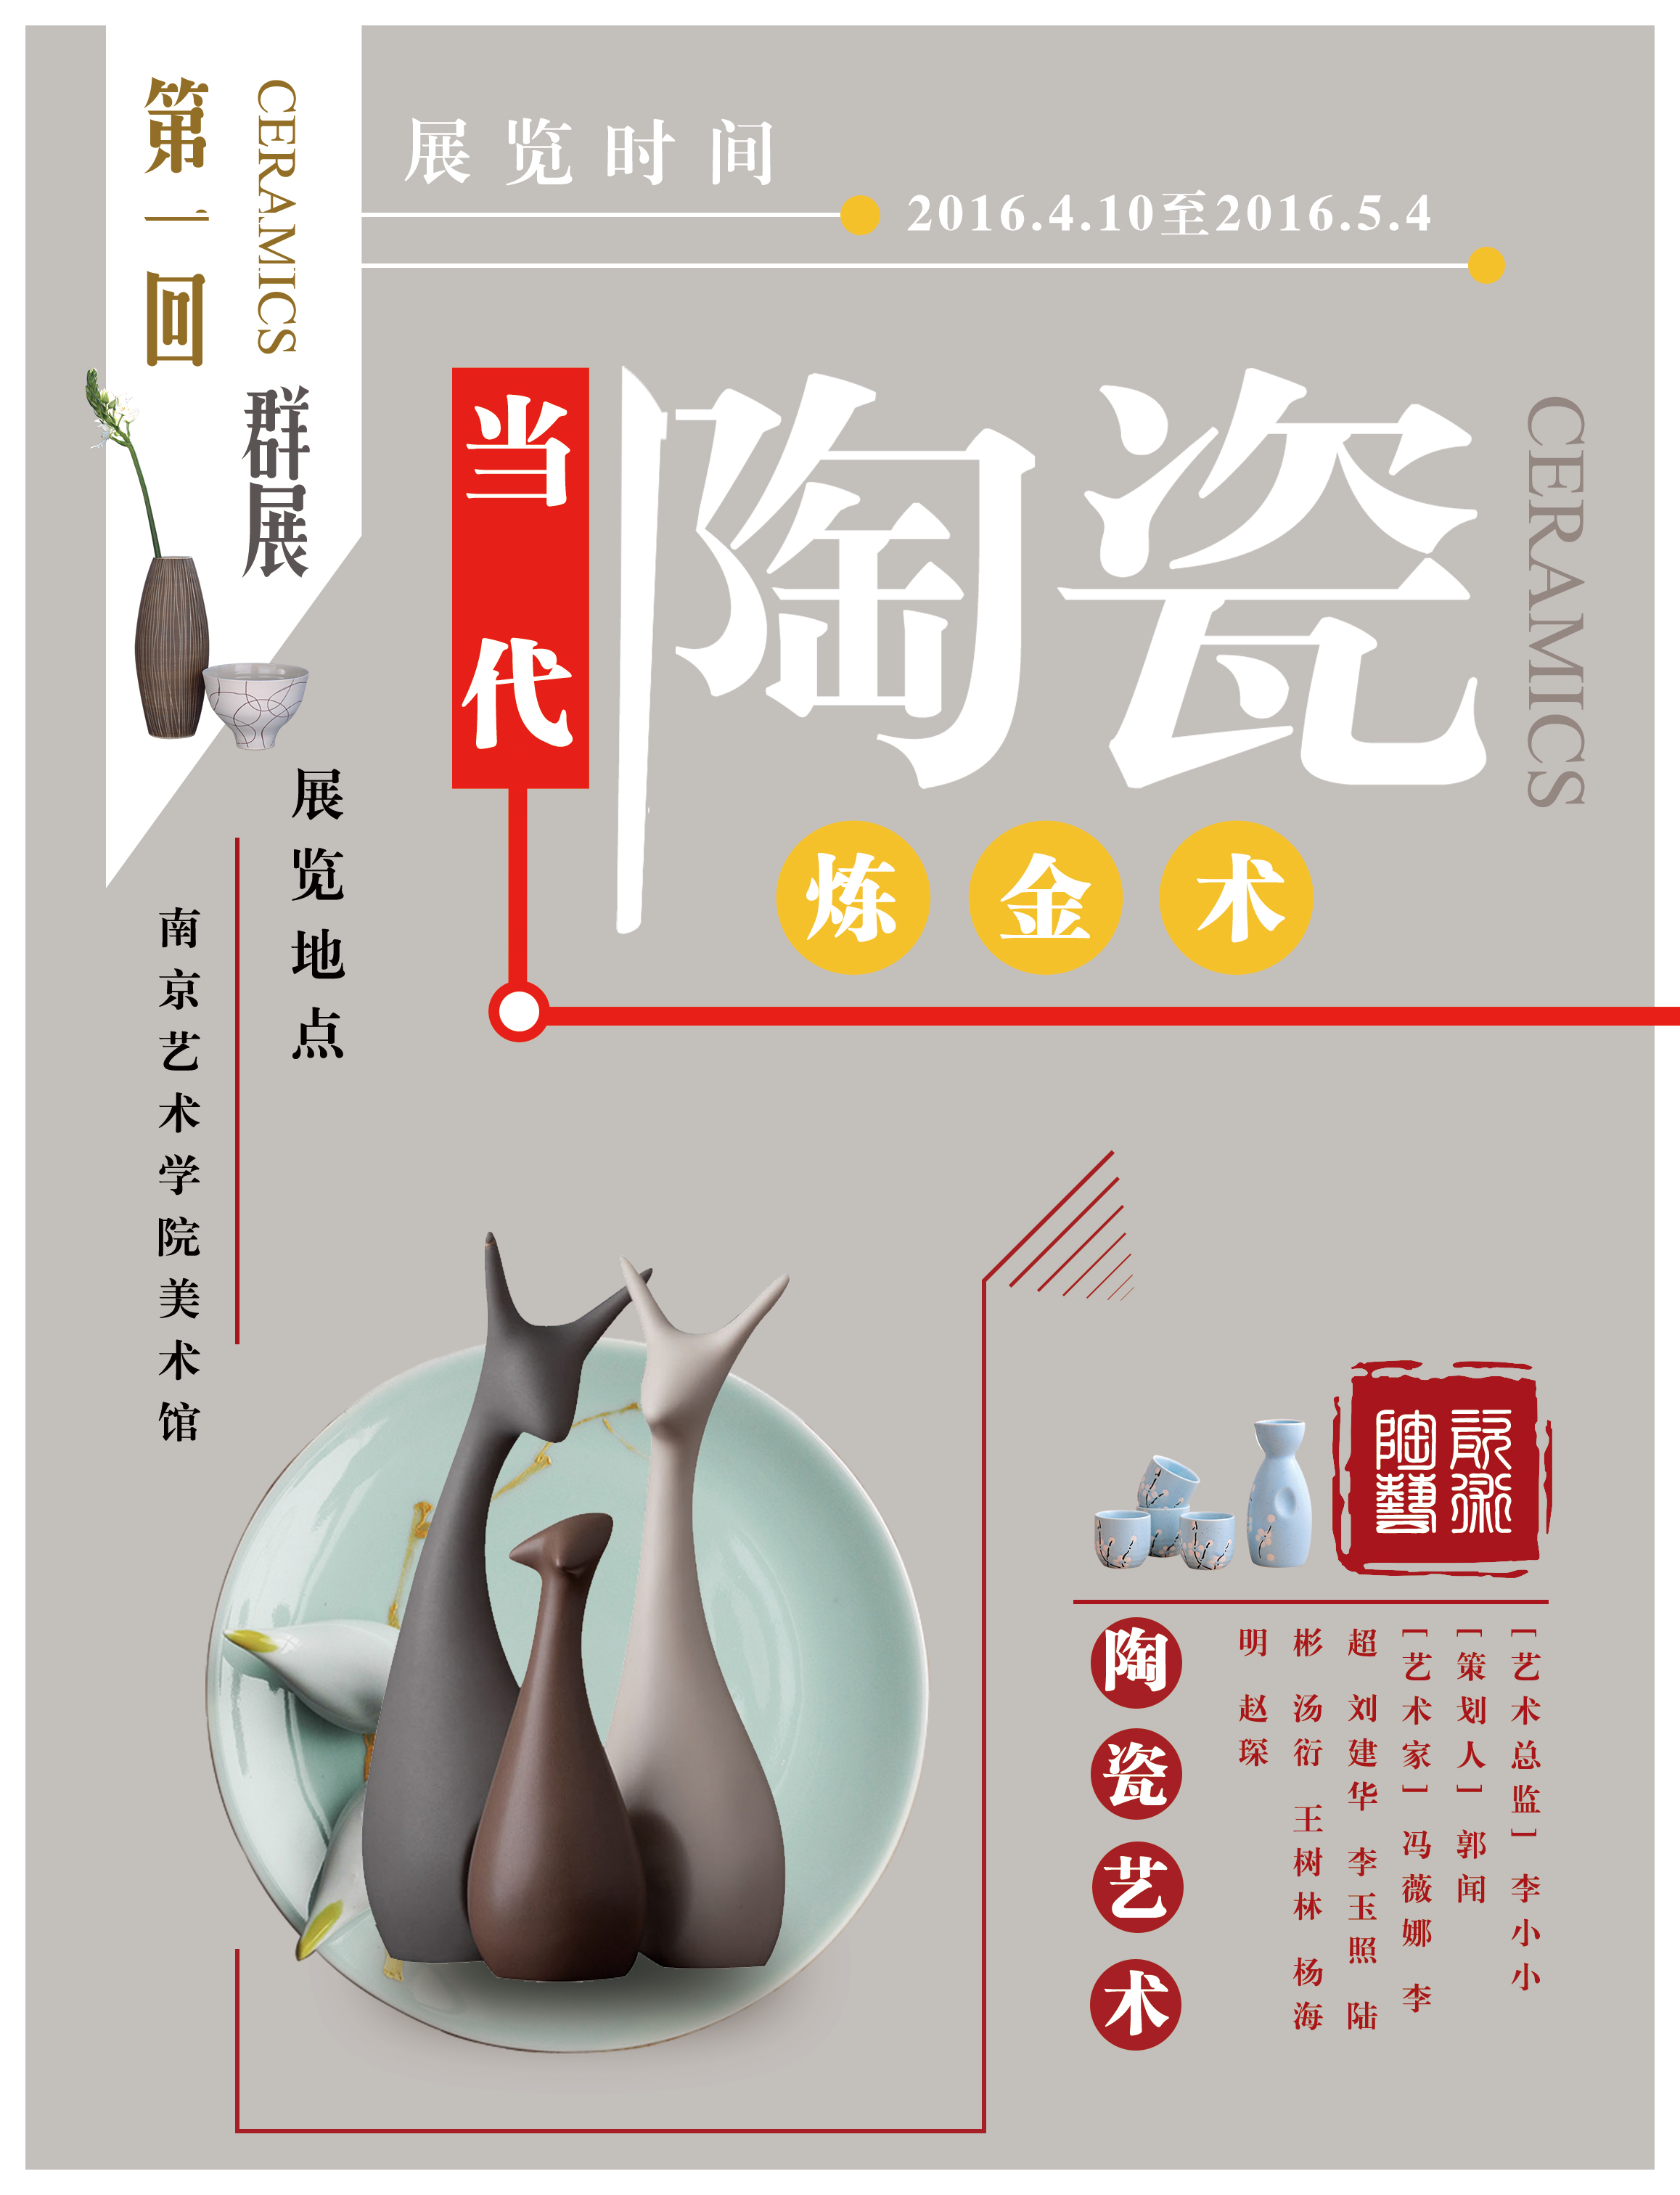 第一回
CERAMICS
群展
展览时间
2016.4.10至2016.5.4
当代
陶瓷
CERAMICS
炼金术
展览地点
南京艺术学院美术馆
陶藝
陶瓷艺术
[艺术总监] 李小小
[策划人] 郭闻
[艺术家] 冯薇娜 李
超 刘建华 李玉照 陆
彬 汤衍 王树林 杨海
明 赵琛